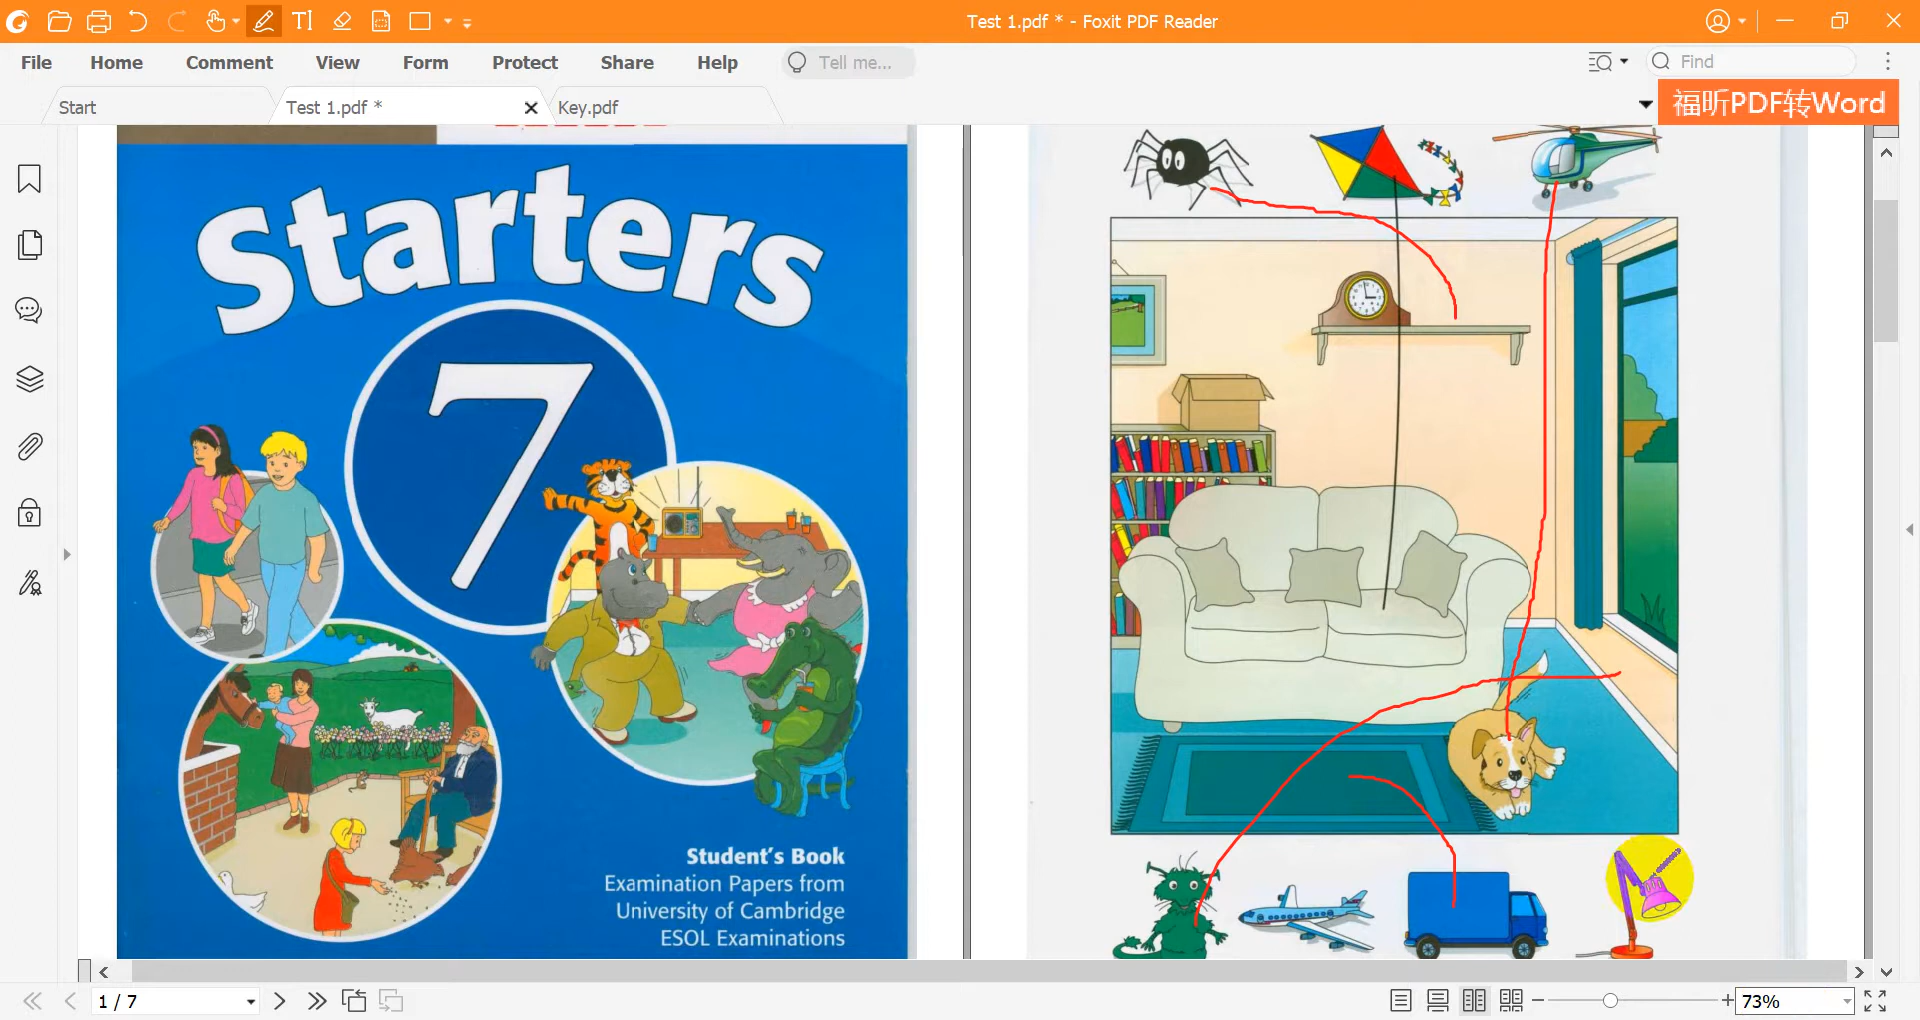 Test 1.pdf * - Foxit PDF Reader
File Home Comment View Form Protect Share Help Tell me... Find
Start Test 1.pdf * Key.pdf 福昕PDF转Word
Starters
7
Student's Book
Examination Papers from
University of Cambridge
ESOL Examinations
1 / 7 73%